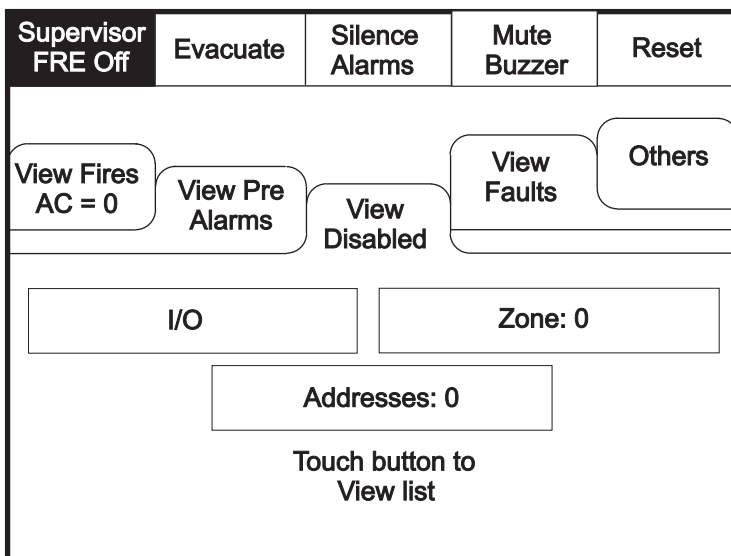 Supervisor
FRE Off
Evacuate
Silence
Alarms
Mute
Buzzer
Reset
View Fires
AC = 0
View Pre
Alarms
View
Disabled
View
Faults
Others
I/O
Zone: 0
Addresses: 0
Touch button to
View list